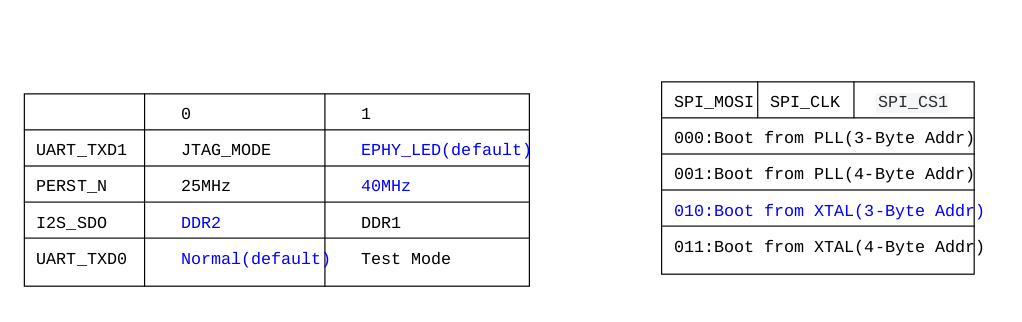 0 1
UART_TXD1 JTAG_MODE EPHY_LED(default)
PERST_N 25MHz 40MHz
I2S_SDO DDR2 DDR1
UART_TXD0 Normal(default) Test Mode
SPI_MOSI SPI_CLK SPI_CS1
000:Boot from PLL(3-Byte Addr)
001:Boot from PLL(4-Byte Addr)
010:Boot from XTAL(3-Byte Addr)
011:Boot from XTAL(4-Byte Addr)